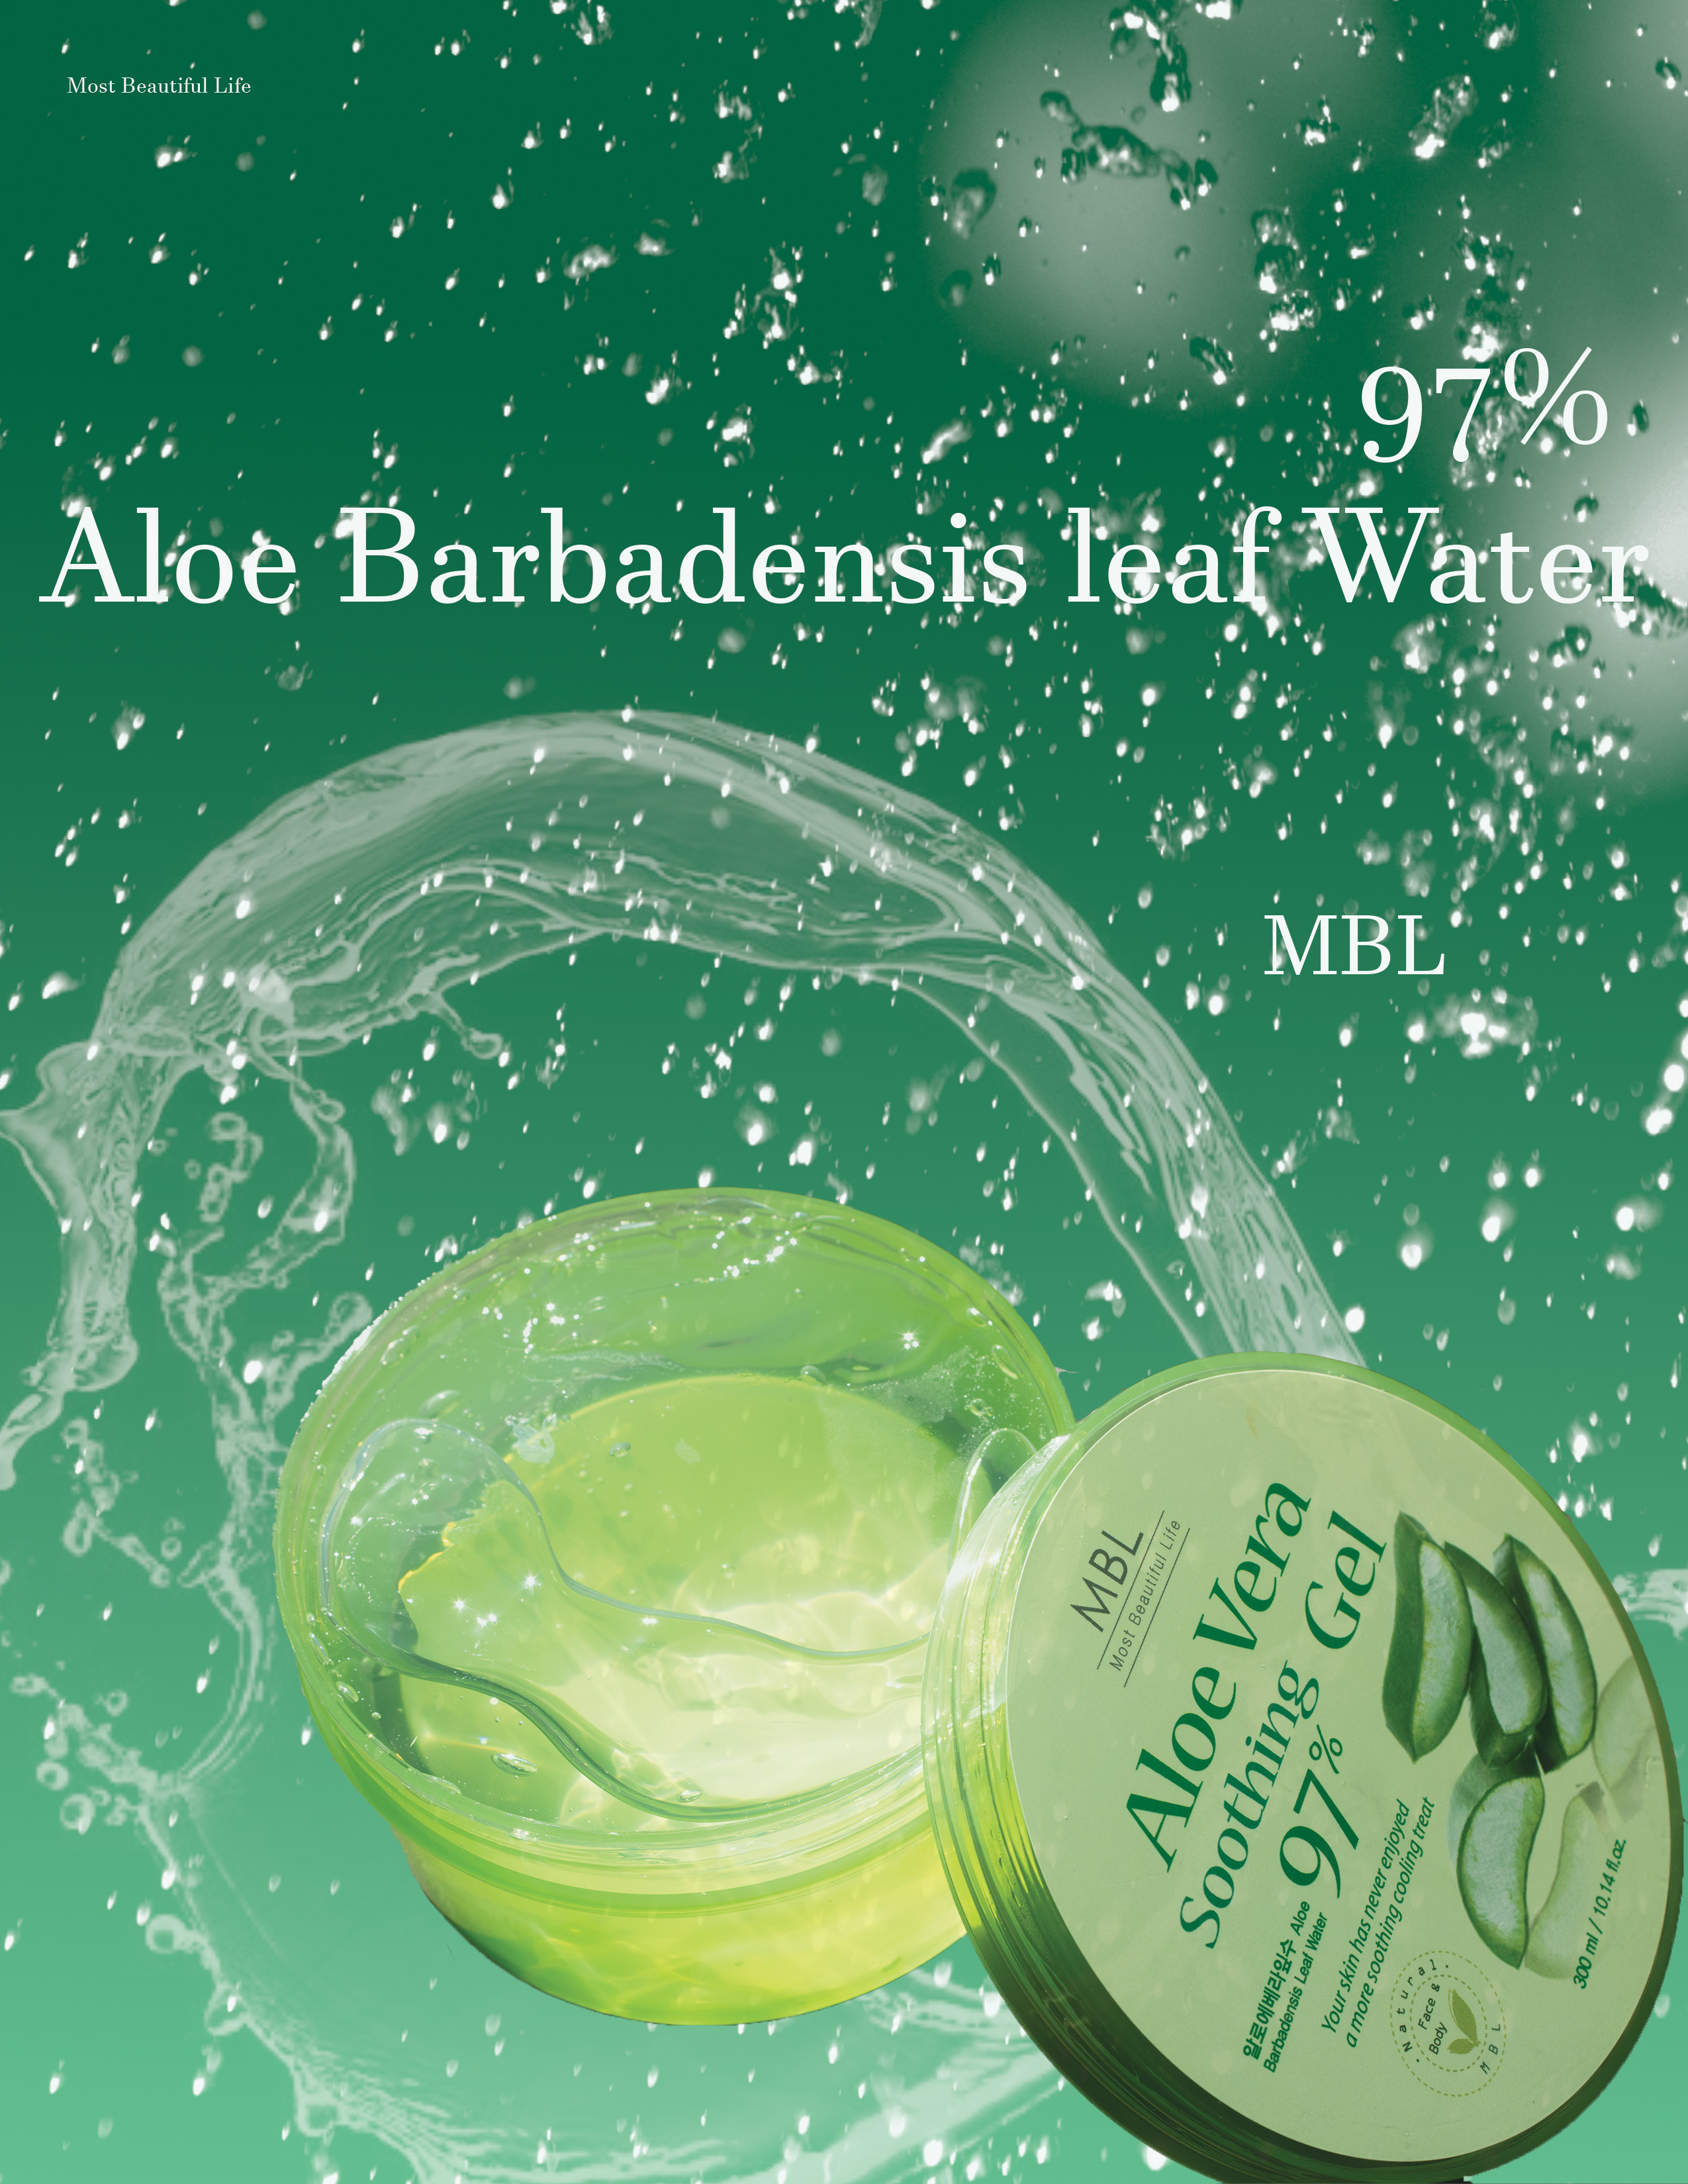 Most Beautiful Life
97%
Aloe Barbadensis leaf Water
MBL
MBL
Most Beautiful Life
Aloe Vera
Soothing Gel
알로에베라잎수 Aloe
Barbadensis Leaf Water
97%
Your skin has never enjoyed
a more soothing cooling treat
• Natural •
Face &
Body
MBL
300 ml / 10.14 fl.oz.